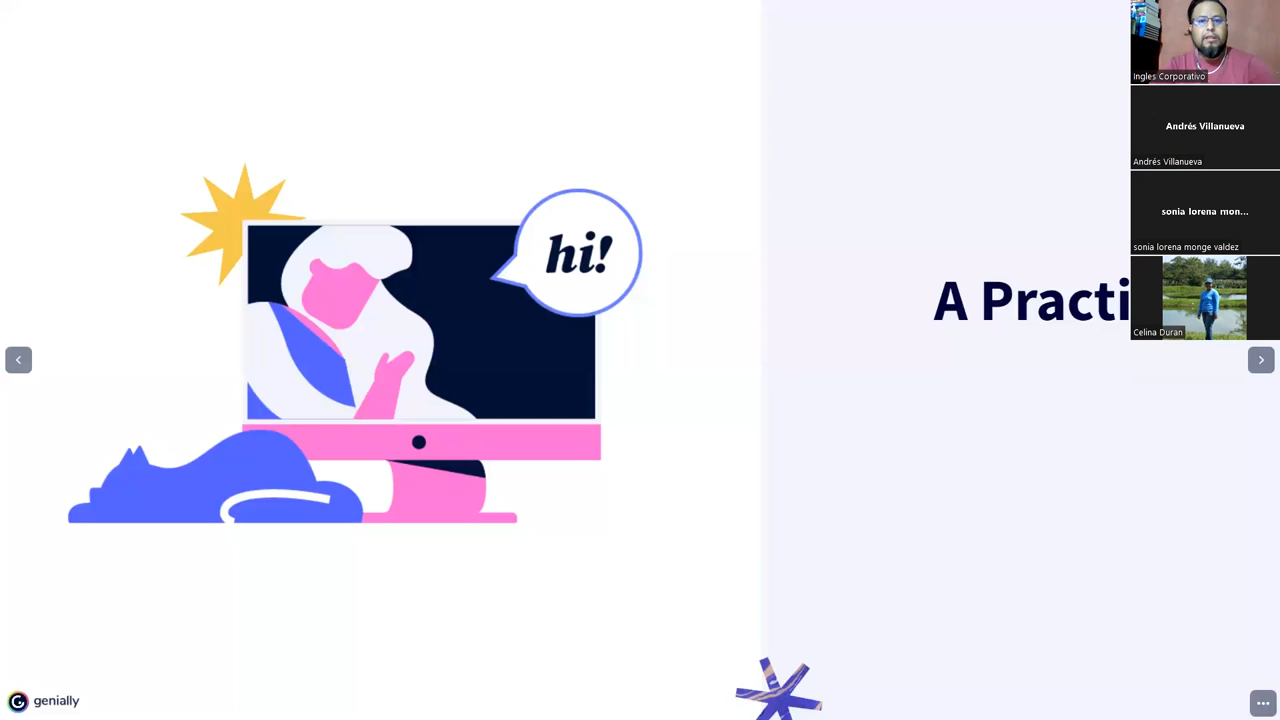 hi!
A Practi
Ingles Corporativo
Andrés Villanueva
Andrés Villanueva
sonia lorena mon...
sonia lorena monge valdez
Celina Duran
genially